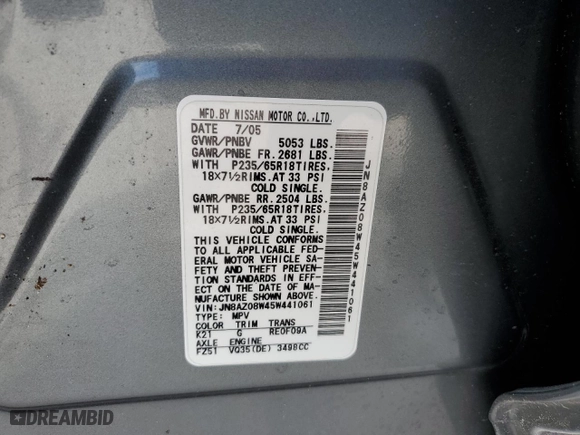 MFD.BY NISSAN MOTOR CO.,LTD.
DATE 7/05
GVWR/PNBV 5053 LBS.
GAWR/PNBE FR. 2681 LBS.
WITH P235/65R18TIRES,
18×7½RIMS.AT 33 PSI
COLD SINGLE.
GAWR/PNBE RR. 2504 LBS.
WITH P235/65R18TIRES,
18×7½RIMS.AT 33 PSI
COLD SINGLE.
THIS VEHICLE CONFORMS
TO ALL APPLICABLE FED-
ERAL MOTOR VEHICLE SA-
FETY AND THEFT PREVEN-
TION STANDARDS IN EFF-
ECT ON THE DATE OF MA-
NUFACTURE SHOWN ABOVE.
VIN: JN8AZ08W45W441061
TYPE: MPV
COLOR TRIM TRANS
K21 G RE0F09A
AXLE ENGINE
FZ51 VQ35(DE) 3498CC
JN8AZ08W45W441061
DREAMBID